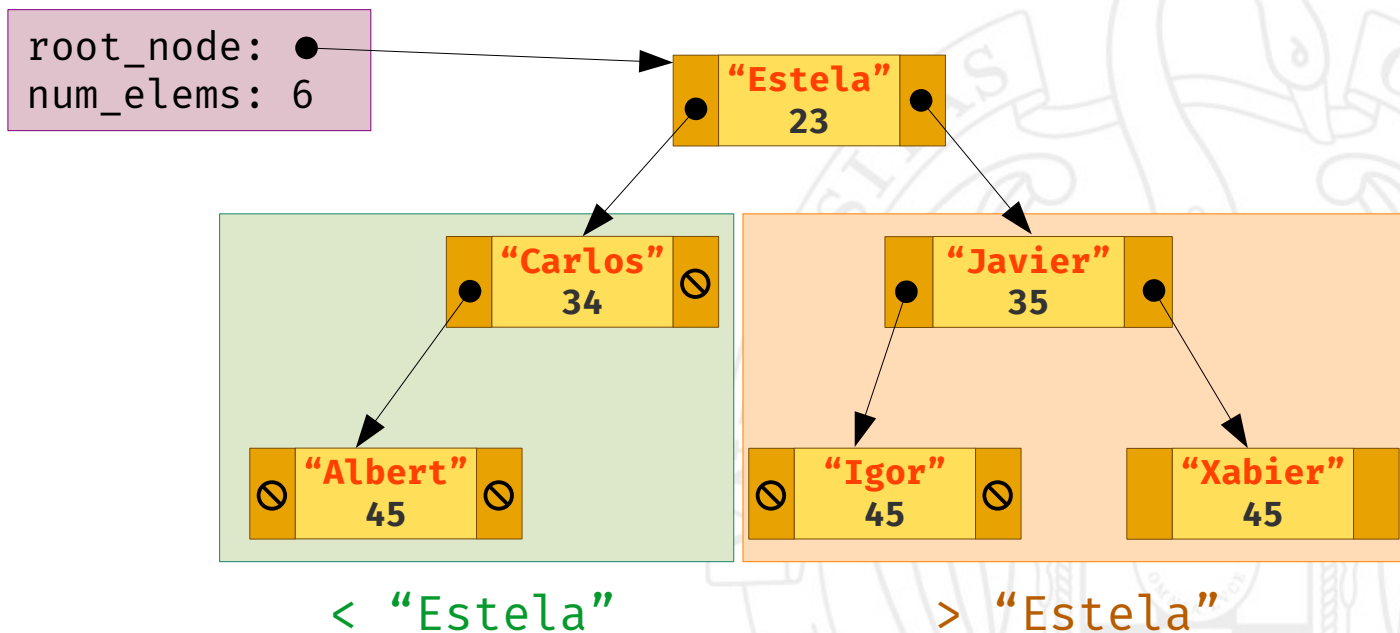 root_node:
num_elems: 6
“Estela”
23
“Carlos”
34
“Javier”
35
“Albert”
45
“Igor”
45
“Xabier”
45
< “Estela”
> “Estela”